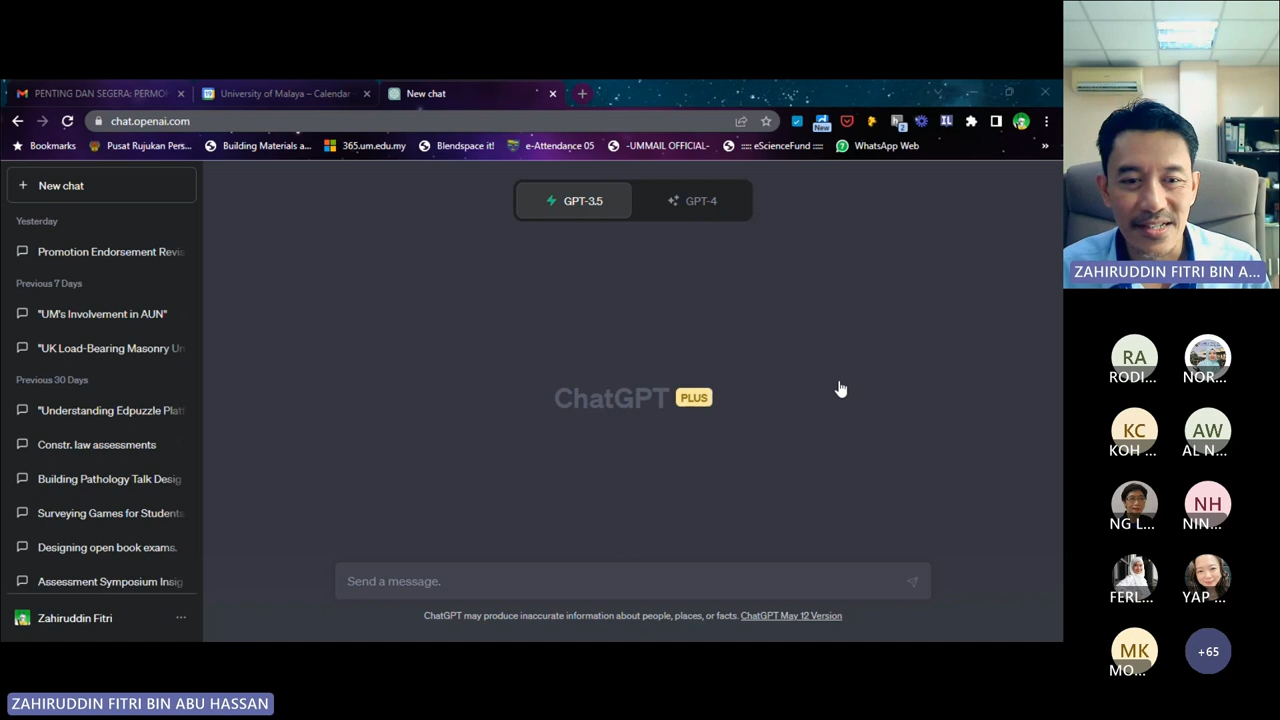 PENTING DAN SEGERA: PERMO
University of Malaya – Calendar
New chat
chat.openai.com
New
2
Bookmarks
Pusat Rujukan Pers...
Building Materials a...
365.um.edu.my
Blendspace it!
e-Attendance 05
-UMMAIL OFFICIAL-
::::: eScienceFund :::::
WhatsApp Web
»
+ New chat
Yesterday
Promotion Endorsement Revi
Previous 7 Days
"UM's Involvement in AUN"
"UK Load-Bearing Masonry Un
Previous 30 Days
"Understanding Edpuzzle Plat
Constr. law assessments
Building Pathology Talk Desig
Surveying Games for Students
Designing open book exams.
Assessment Symposium Insig
Zahiruddin Fitri
GPT-3.5
GPT-4
ChatGPT PLUS
Send a message.
ChatGPT may produce inaccurate information about people, places, or facts. ChatGPT May 12 Version
ZAHIRUDDIN FITRI BIN A...
RA
RODI...
NOR...
KC
KOH ...
AW
AL N...
NG L...
NH
NIN...
FERL...
YAP ...
MK
MO...
+65
ZAHIRUDDIN FITRI BIN ABU HASSAN